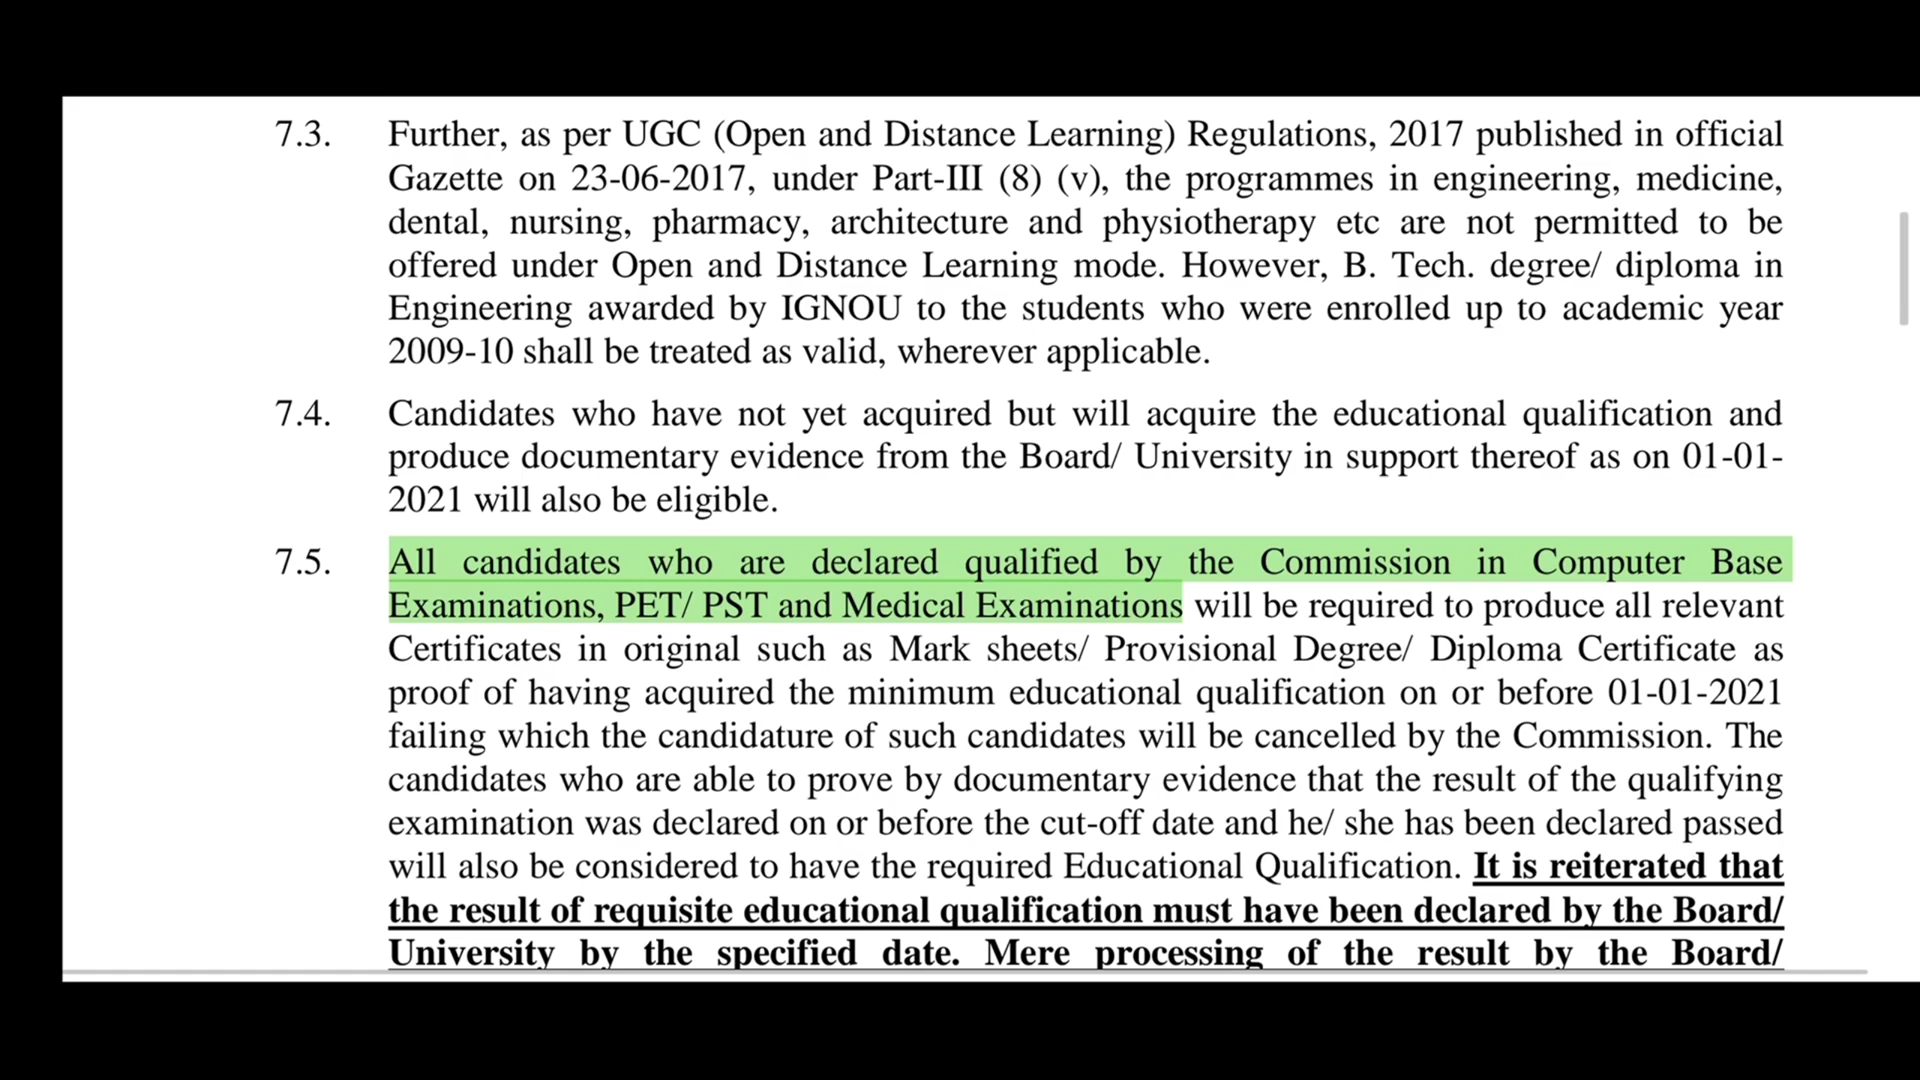 7.3. Further, as per UGC (Open and Distance Learning) Regulations, 2017 published in official
Gazette on 23-06-2017, under Part-III (8) (v), the programmes in engineering, medicine,
dental, nursing, pharmacy, architecture and physiotherapy etc are not permitted to be
offered under Open and Distance Learning mode. However, B. Tech. degree/ diploma in
Engineering awarded by IGNOU to the students who were enrolled up to academic year
2009-10 shall be treated as valid, wherever applicable.
7.4. Candidates who have not yet acquired but will acquire the educational qualification and
produce documentary evidence from the Board/ University in support thereof as on 01-01-
2021 will also be eligible.
7.5. All candidates who are declared qualified by the Commission in Computer Base
Examinations, PET/ PST and Medical Examinations will be required to produce all relevant
Certificates in original such as Mark sheets/ Provisional Degree/ Diploma Certificate as
proof of having acquired the minimum educational qualification on or before 01-01-2021
failing which the candidature of such candidates will be cancelled by the Commission. The
candidates who are able to prove by documentary evidence that the result of the qualifying
examination was declared on or before the cut-off date and he/ she has been declared passed
will also be considered to have the required Educational Qualification. It is reiterated that
the result of requisite educational qualification must have been declared by the Board/
University by the specified date. Mere processing of the result by the Board/